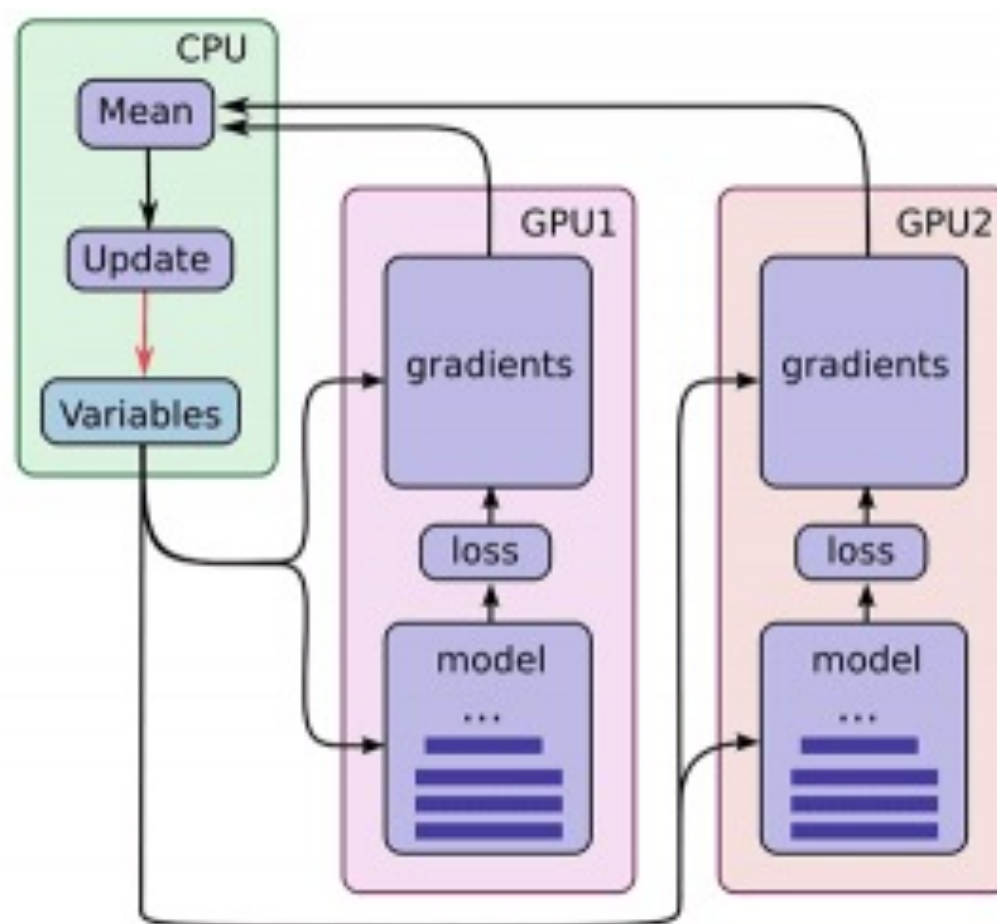 CPU
Mean
Update
Variables
GPU1
gradients
loss
model
...
GPU2
gradients
loss
model
...